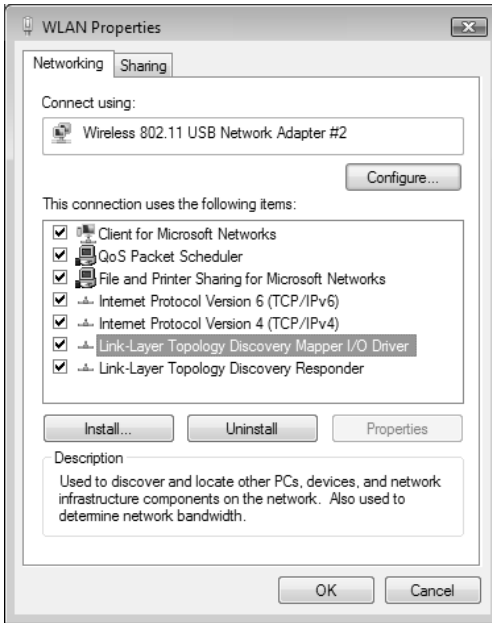 WLAN Properties
Networking Sharing
Connect using:
Wireless 802.11 USB Network Adapter #2
Configure...
This connection uses the following items:
Client for Microsoft Networks
QoS Packet Scheduler
File and Printer Sharing for Microsoft Networks
Internet Protocol Version 6 (TCP/IPv6)
Internet Protocol Version 4 (TCP/IPv4)
Link-Layer Topology Discovery Mapper I/O Driver
Link-Layer Topology Discovery Responder
Install... Uninstall Properties
Description
Used to discover and locate other PCs, devices, and network
infrastructure components on the network. Also used to
determine network bandwidth.
OK Cancel